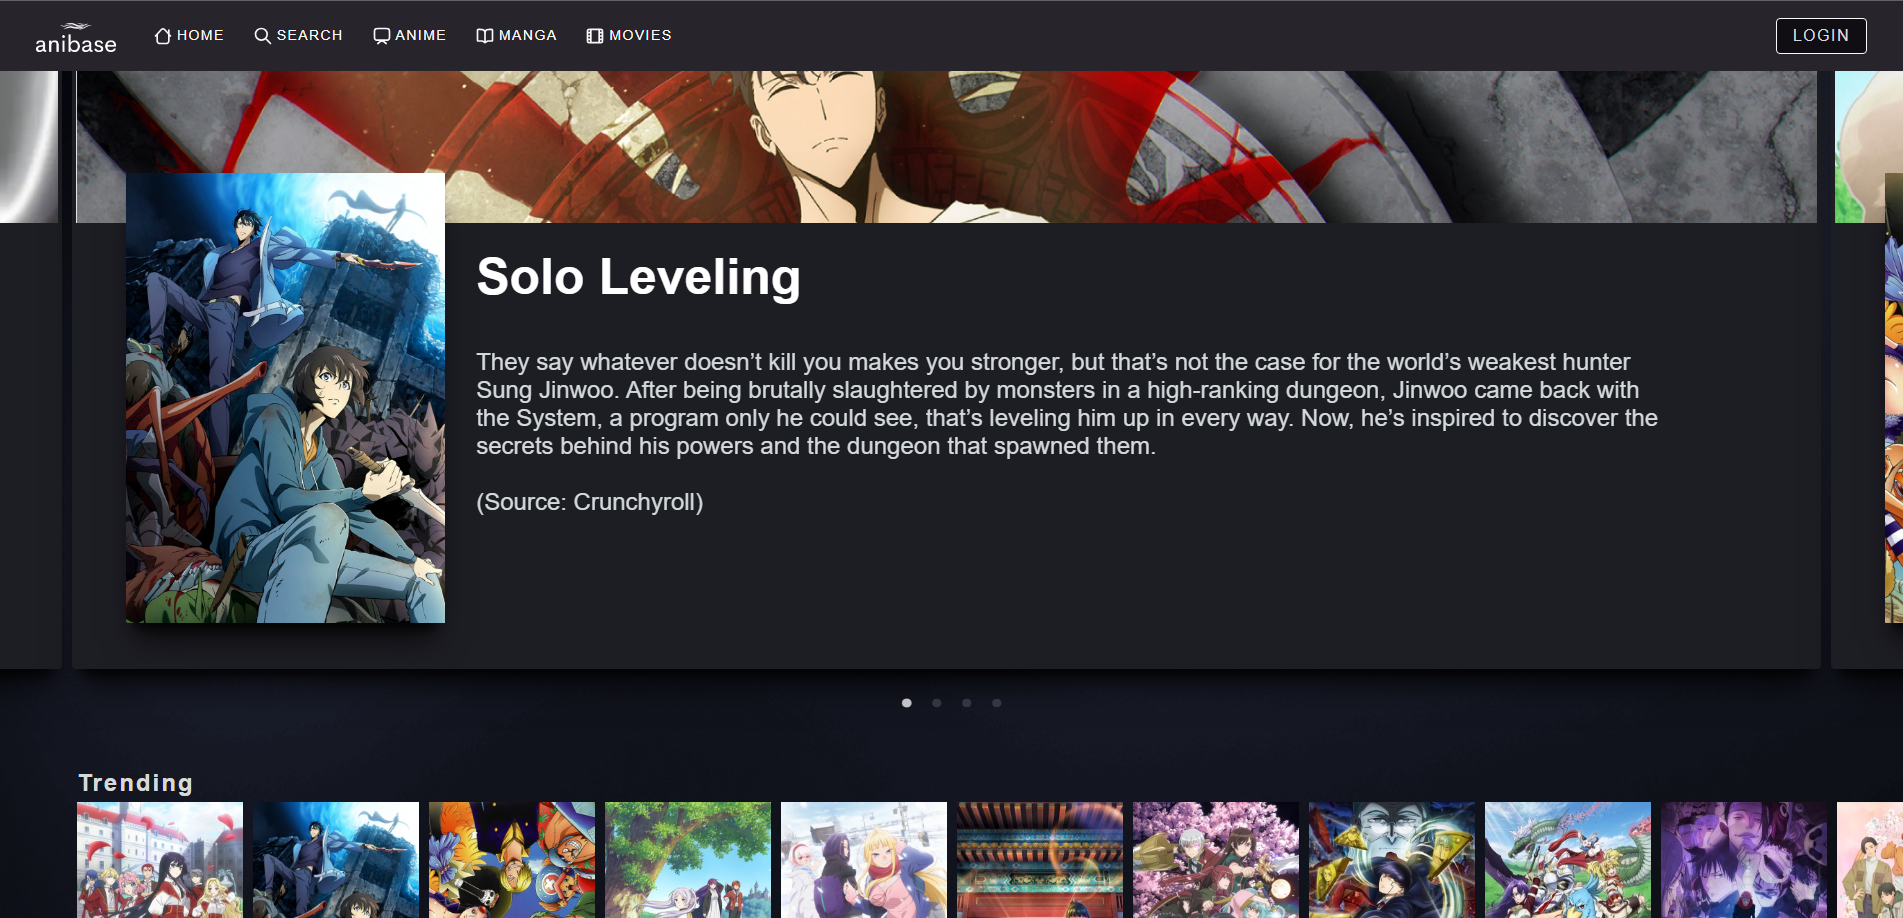 anibase
HOME
SEARCH
ANIME
MANGA
MOVIES
LOGIN
Solo Leveling
They say whatever doesn’t kill you makes you stronger, but that’s not the case for the world’s weakest hunter
Sung Jinwoo. After being brutally slaughtered by monsters in a high-ranking dungeon, Jinwoo came back with
the System, a program only he could see, that’s leveling him up in every way. Now, he’s inspired to discover the
secrets behind his powers and the dungeon that spawned them.
(Source: Crunchyroll)
Trending